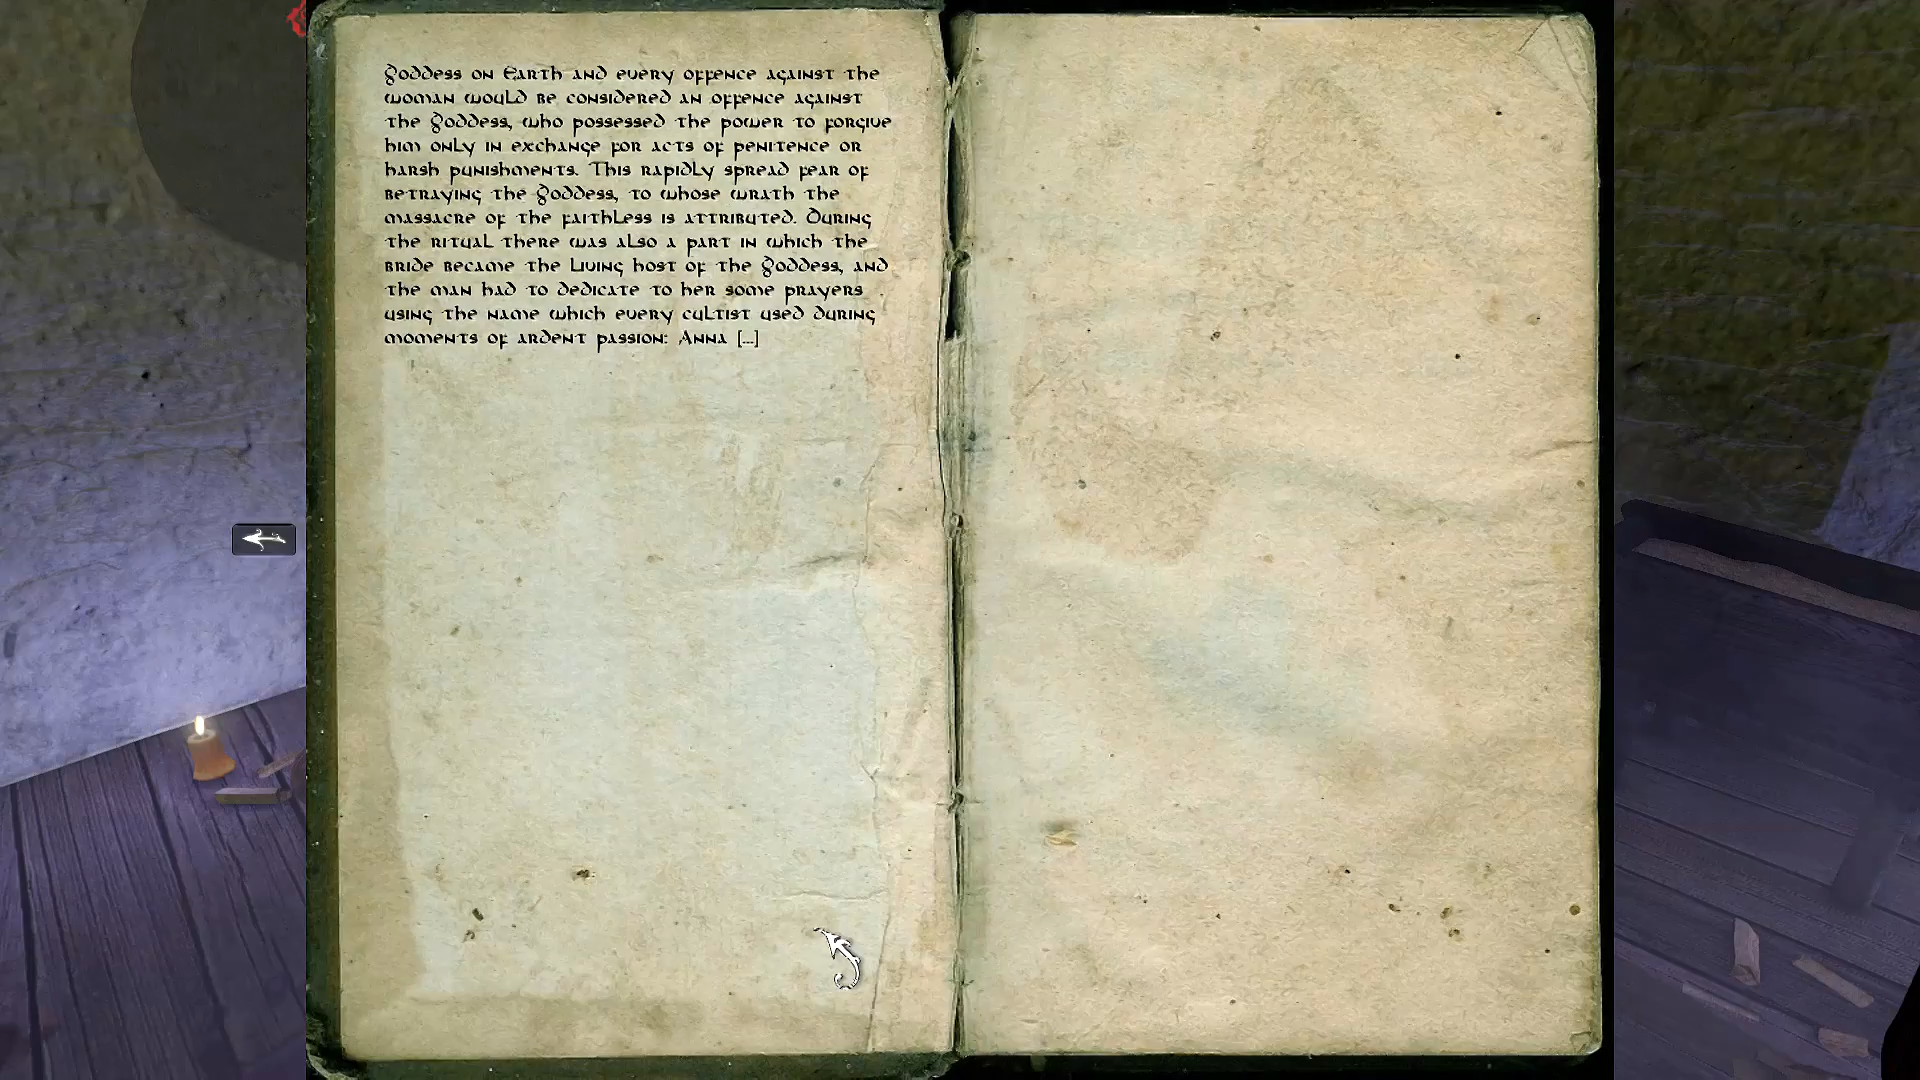 Goddess on Earth and every offence against the
woman would be considered an offence against
the Goddess, who possessed the power to forgive
him only in exchange for acts of penitence or
harsh punishments. This rapidly spread fear of
betraying the Goddess, to whose wrath the
massacre of the faithless is attributed. During
the ritual there was also a part in which the
bride became the living host of the Goddess, and
the man had to dedicate to her some prayers
using the name which every cultist used during
moments of ardent passion: Anna [...]